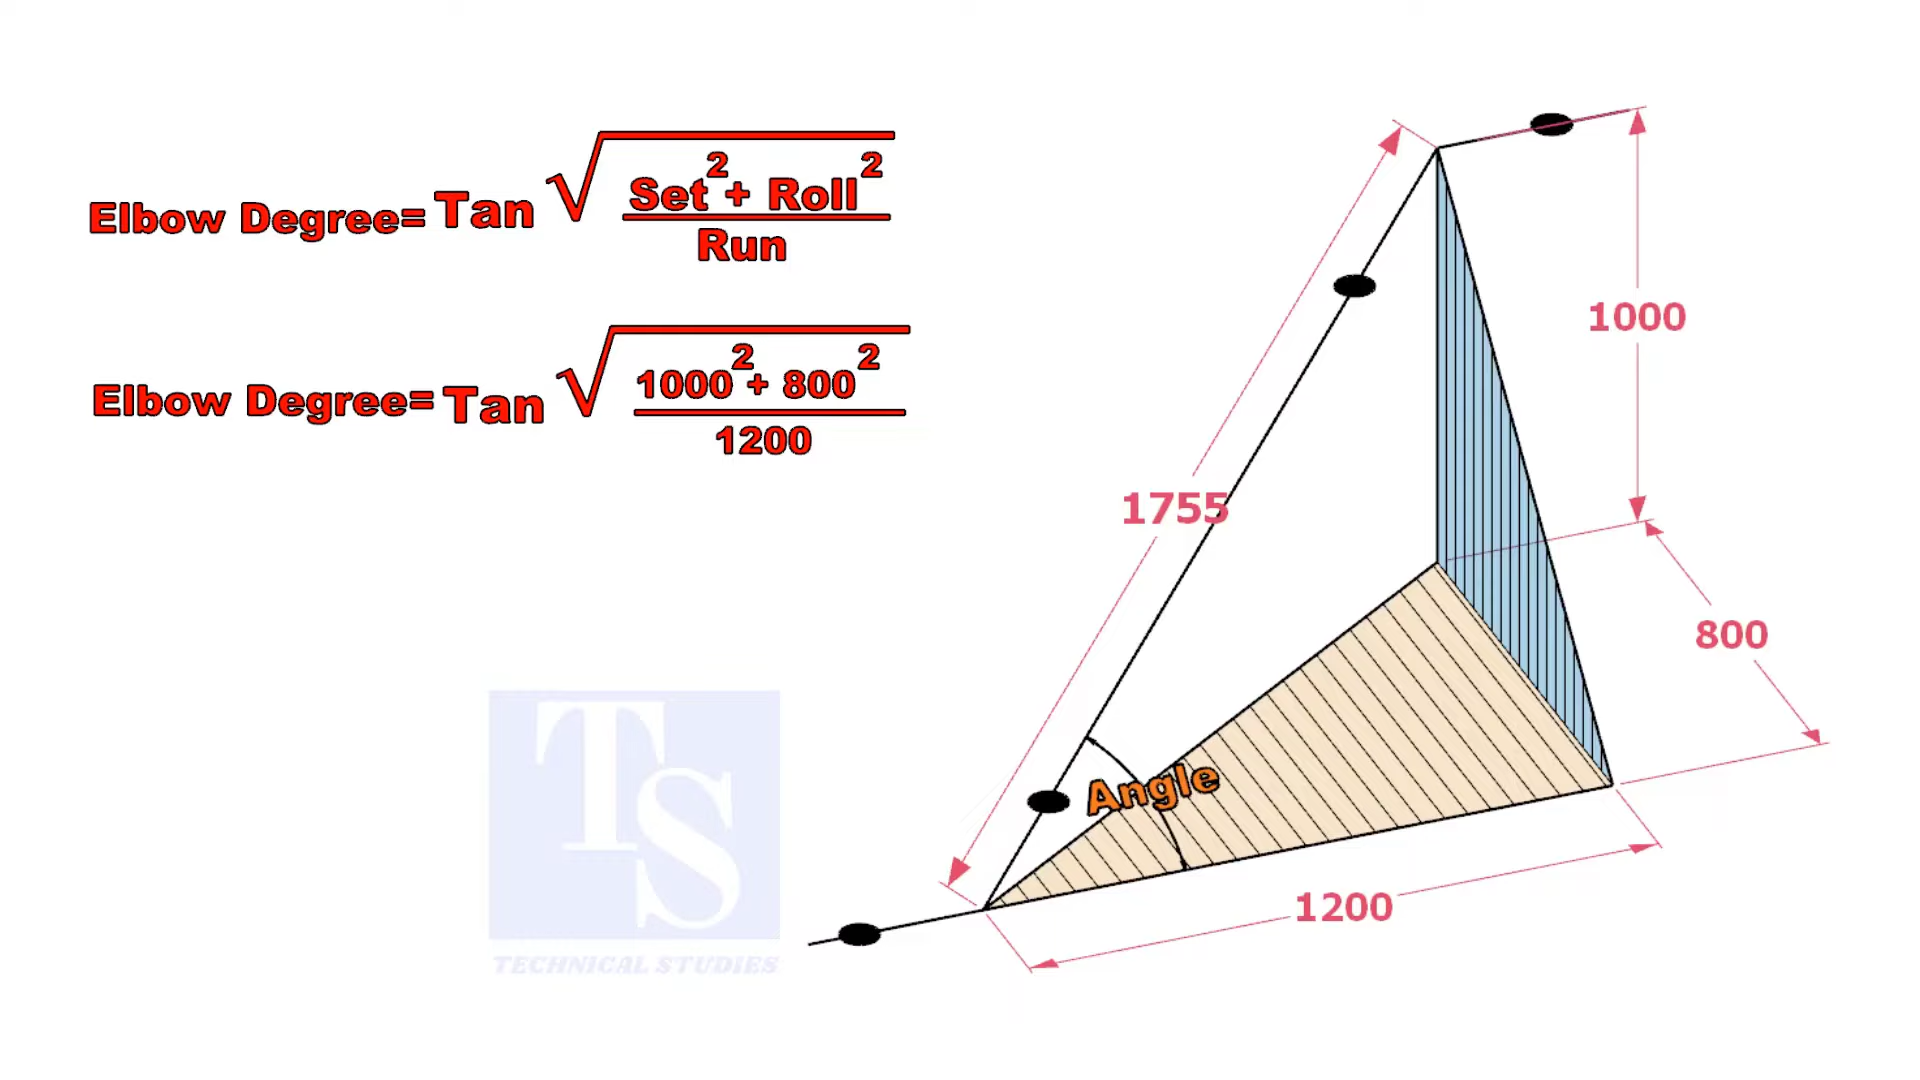 Elbow Degree= Tan √ Set²+ Roll²
Run
Elbow Degree= Tan √ 1000²+ 800²
1200
1000
1755
800
Angle
1200
TS
TECHNICAL STUDIES